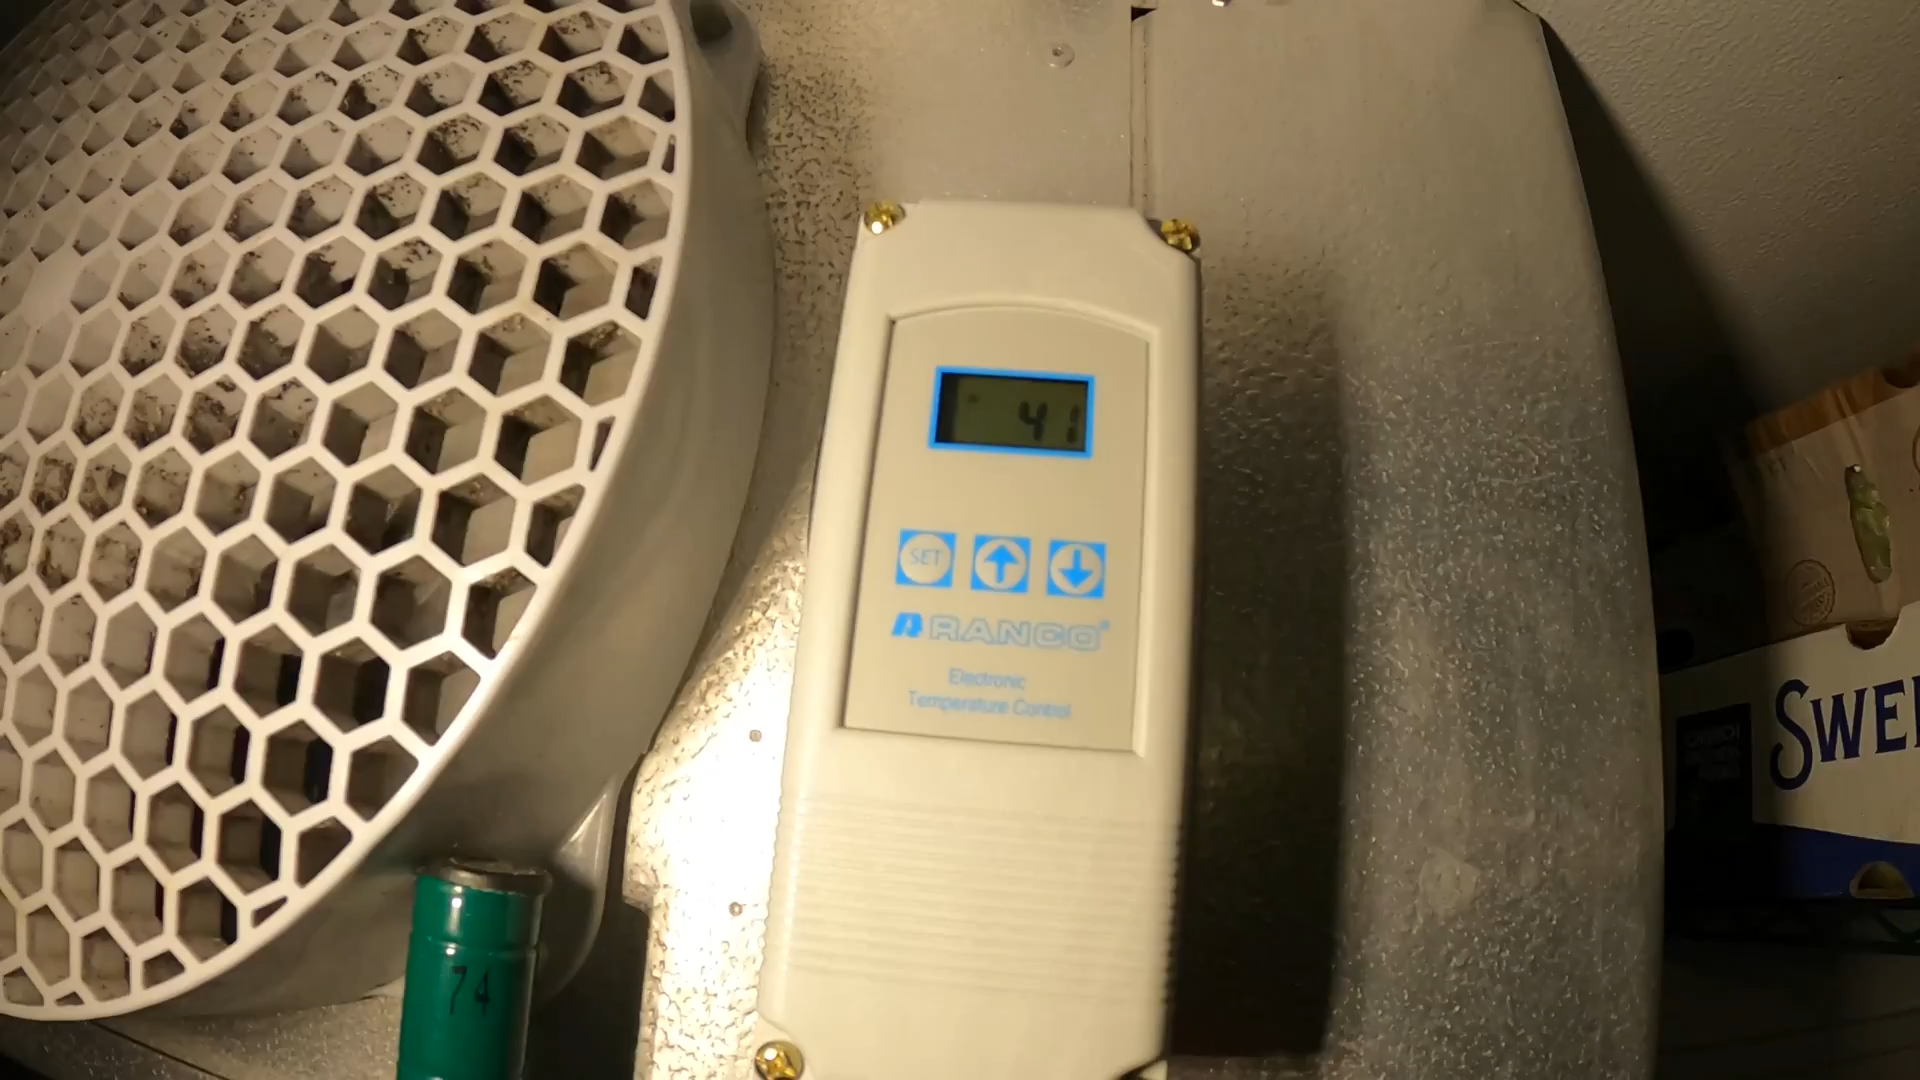 41
SET
RANCO
Electronic
Temperature Control
74
SWE